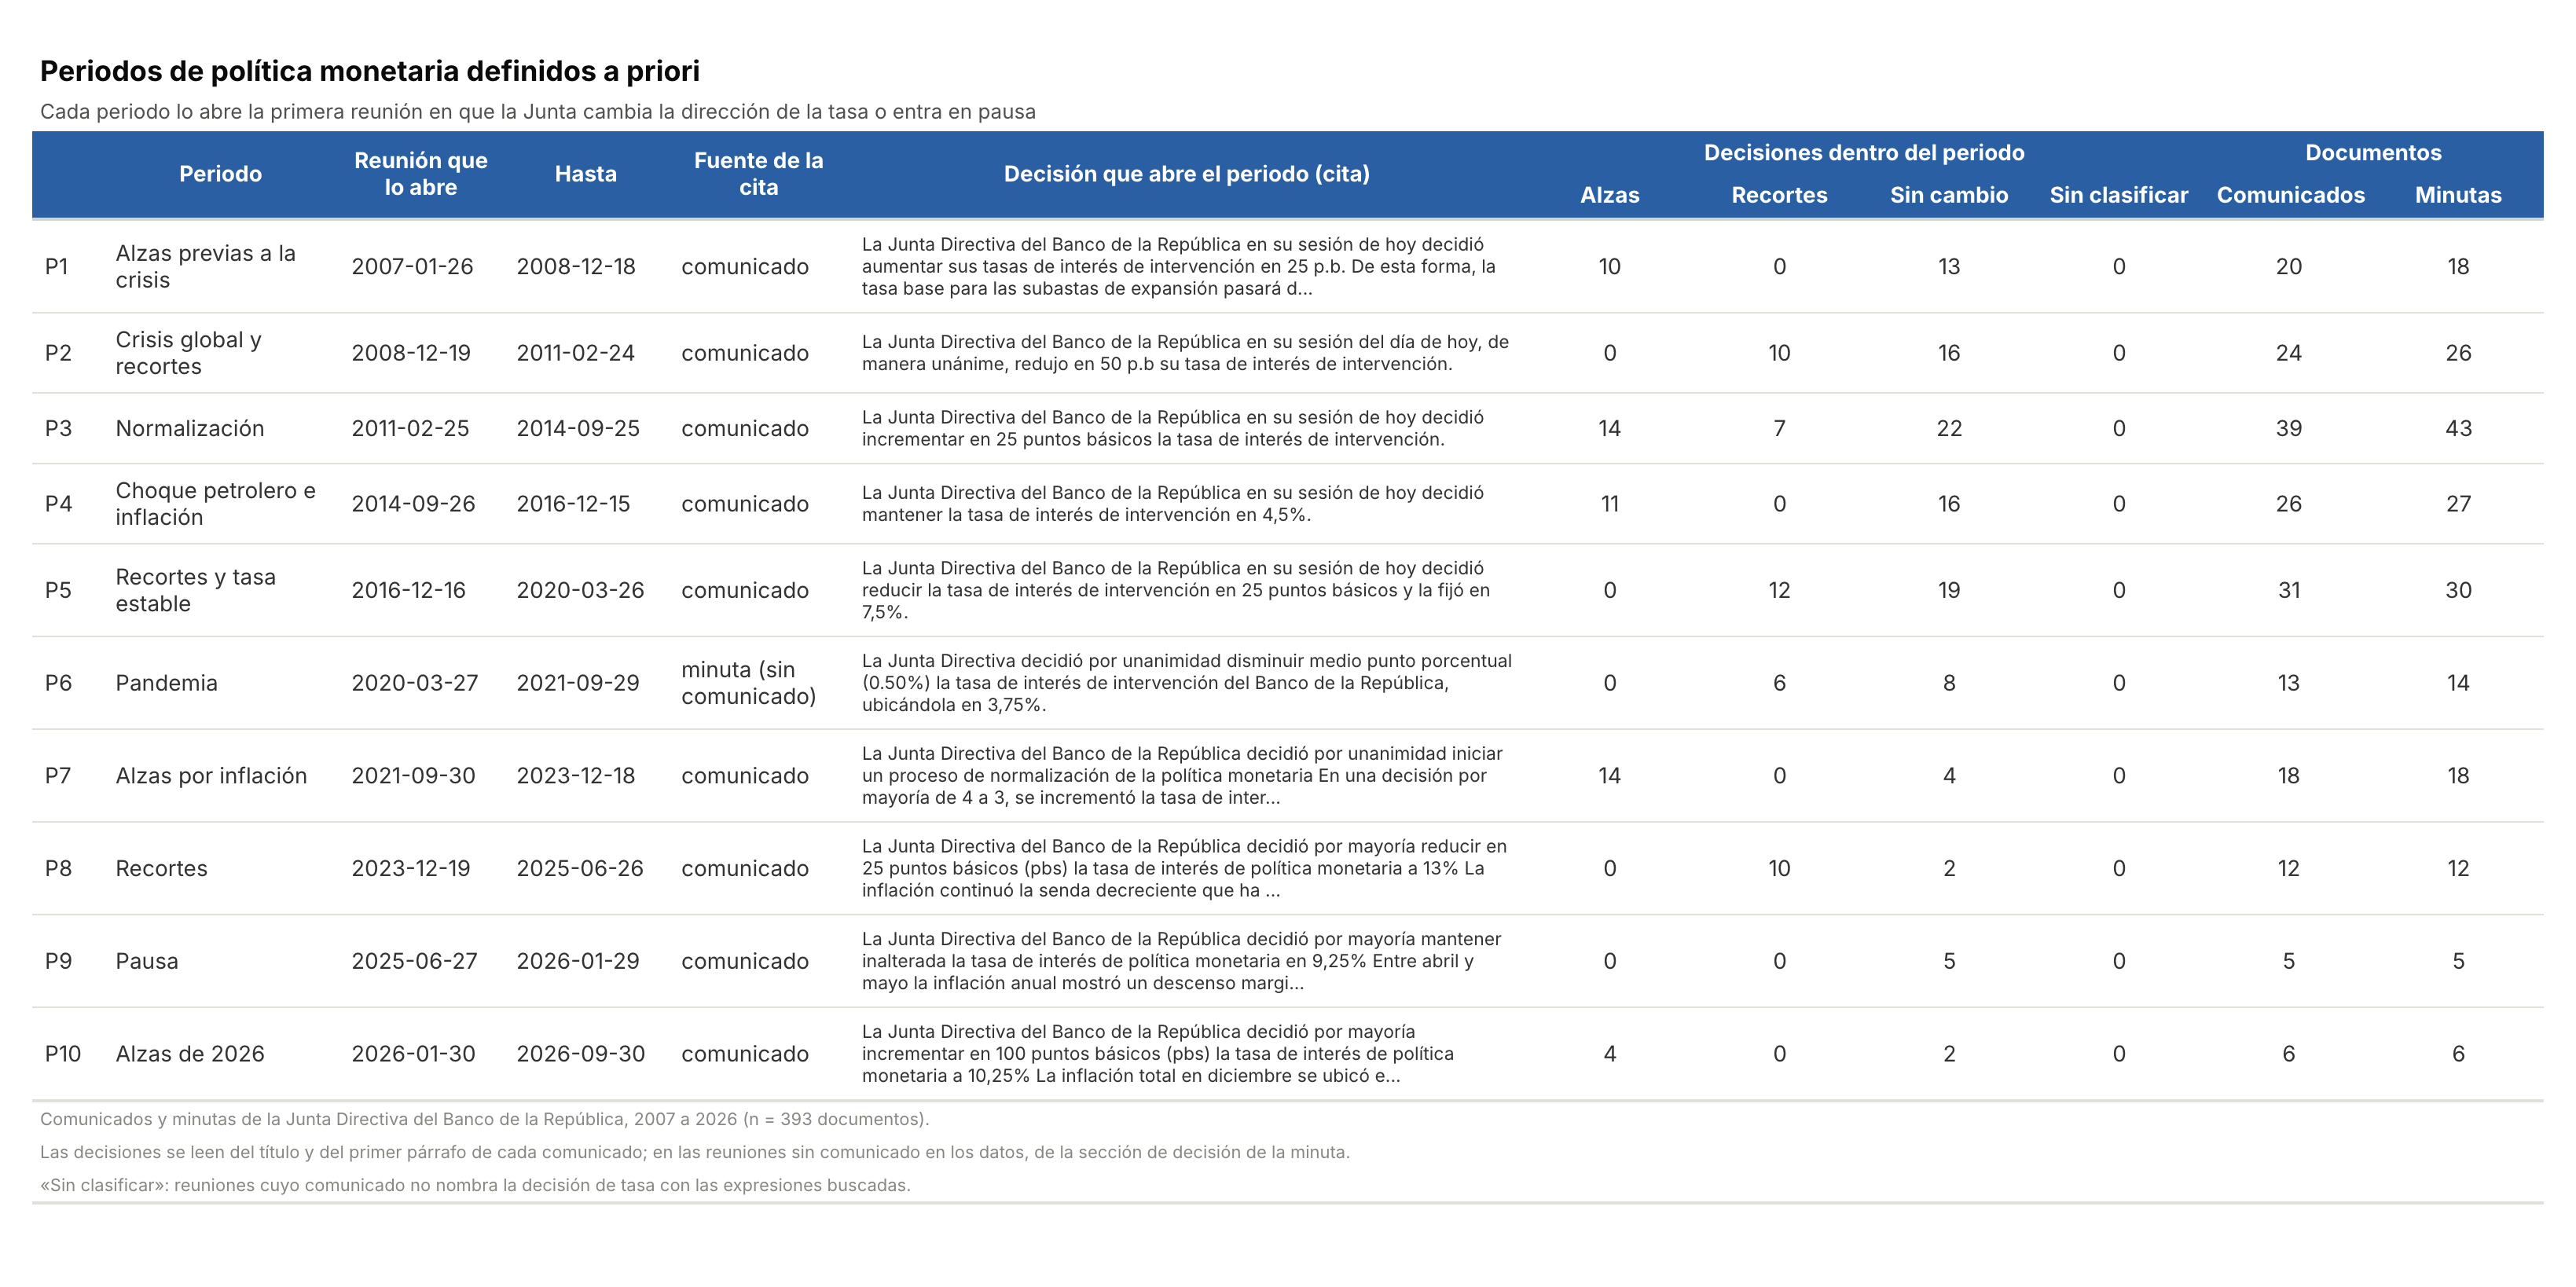 Periodos de política monetaria definidos a priori
Cada periodo lo abre la primera reunión en que la Junta cambia la dirección de la tasa o entra en pausa
Periodo
Reunión que
lo abre
Hasta
Fuente de la
cita
Decisión que abre el periodo (cita)
Decisiones dentro del periodo
Documentos
Alzas Recortes Sin cambio Sin clasificar Comunicados Minutas
P1
Alzas previas a la
crisis
2007-01-26 2008-12-18 comunicado
La Junta Directiva del Banco de la República en su sesión de hoy decidió
aumentar sus tasas de interés de intervención en 25 p.b. De esta forma, la
tasa base para las subastas de expansión pasará d...
10 0 13 0 20 18
P2
Crisis global y
recortes
2008-12-19 2011-02-24 comunicado
La Junta Directiva del Banco de la República en su sesión del día de hoy, de
manera unánime, redujo en 50 p.b su tasa de interés de intervención.
0 10 16 0 24 26
P3
Normalización
2011-02-25 2014-09-25 comunicado
La Junta Directiva del Banco de la República en su sesión de hoy decidió
incrementar en 25 puntos básicos la tasa de interés de intervención.
14 7 22 0 39 43
P4
Choque petrolero e
inflación
2014-09-26 2016-12-15 comunicado
La Junta Directiva del Banco de la República en su sesión de hoy decidió
mantener la tasa de interés de intervención en 4,5%.
11 0 16 0 26 27
P5
Recortes y tasa
estable
2016-12-16 2020-03-26 comunicado
La Junta Directiva del Banco de la República en su sesión de hoy decidió
reducir la tasa de interés de intervención en 25 puntos básicos y la fijó en
7,5%.
0 12 19 0 31 30
P6
Pandemia
2020-03-27 2021-09-29
minuta (sin
comunicado)
La Junta Directiva decidió por unanimidad disminuir medio punto porcentual
(0.50%) la tasa de interés de intervención del Banco de la República,
ubicándola en 3,75%.
0 6 8 0 13 14
P7
Alzas por inflación
2021-09-30 2023-12-18 comunicado
La Junta Directiva del Banco de la República decidió por unanimidad iniciar
un proceso de normalización de la política monetaria En una decisión por
mayoría de 4 a 3, se incrementó la tasa de inter...
14 0 4 0 18 18
P8
Recortes
2023-12-19 2025-06-26 comunicado
La Junta Directiva del Banco de la República decidió por mayoría reducir en
25 puntos básicos (pbs) la tasa de interés de política monetaria a 13% La
inflación continuó la senda decreciente que ha ...
0 10 2 0 12 12
P9
Pausa
2025-06-27 2026-01-29 comunicado
La Junta Directiva del Banco de la República decidió por mayoría mantener
inalterada la tasa de interés de política monetaria en 9,25% Entre abril y
mayo la inflación anual mostró un descenso margi...
0 0 5 0 5 5
P10
Alzas de 2026
2026-01-30 2026-09-30 comunicado
La Junta Directiva del Banco de la República decidió por mayoría
incrementar en 100 puntos básicos (pbs) la tasa de interés de política
monetaria a 10,25% La inflación total en diciembre se ubicó e...
4 0 2 0 6 6
Comunicados y minutas de la Junta Directiva del Banco de la República, 2007 a 2026 (n = 393 documentos).
Las decisiones se leen del título y del primer párrafo de cada comunicado; en las reuniones sin comunicado en los datos, de la sección de decisión de la minuta.
«Sin clasificar»: reuniones cuyo comunicado no nombra la decisión de tasa con las expresiones buscadas.